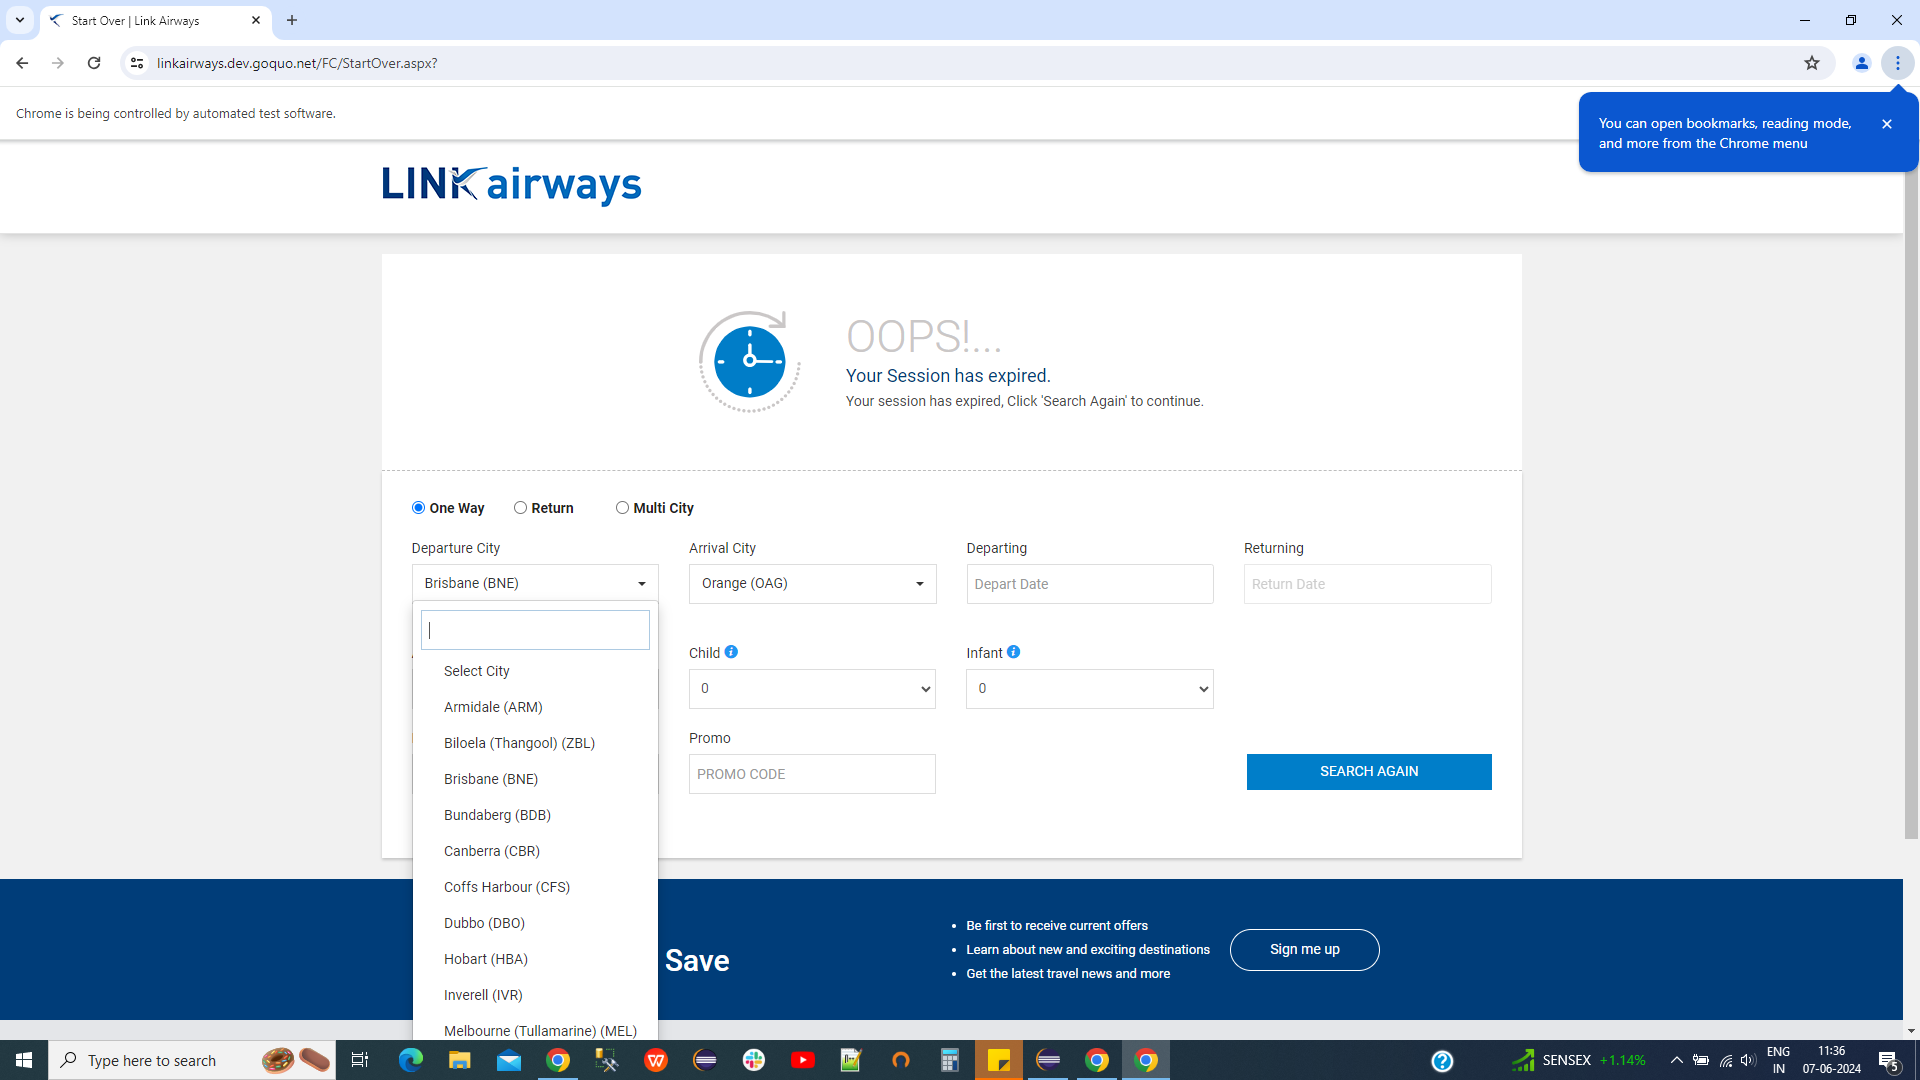 Start Over | Link Airways
linkairways.dev.goquo.net/FC/StartOver.aspx?
Chrome is being controlled by automated test software.
You can open bookmarks, reading mode,
and more from the Chrome menu
LINK airways
OOPS!...
Your Session has expired.
Your session has expired, Click 'Search Again' to continue.
One Way Return Multi City
Departure City Arrival City Departing Returning
Brisbane (BNE) Orange (OAG) Depart Date Return Date
Child Infant
Select City 0 0
Armidale (ARM)
Promo
Biloela (Thangool) (ZBL)
PROMO CODE SEARCH AGAIN
Brisbane (BNE)
Bundaberg (BDB)
Canberra (CBR)
Coffs Harbour (CFS)
Dubbo (DBO)
Hobart (HBA)
Inverell (IVR)
Melbourne (Tullamarine) (MEL)
Save
Be first to receive current offers
Learn about new and exciting destinations
Get the latest travel news and more
Sign me up
Type here to search
SENSEX +1.14%
ENG
IN
11:36
07-06-2024
5